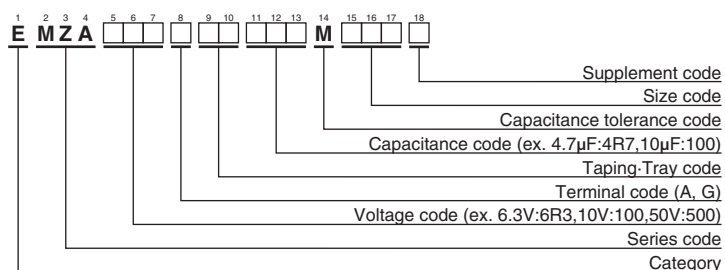 1 2 3 4 5 6 7 8 9 10 11 12 13 14 15 16 17 18
E M Z A □□□ □ □□ □□□ M □□□ □
Supplement code
Size code
Capacitance tolerance code
Capacitance code (ex. 4.7μF:4R7,10μF:100)
Taping·Tray code
Terminal code (A, G)
Voltage code (ex. 6.3V:6R3,10V:100,50V:500)
Series code
Category